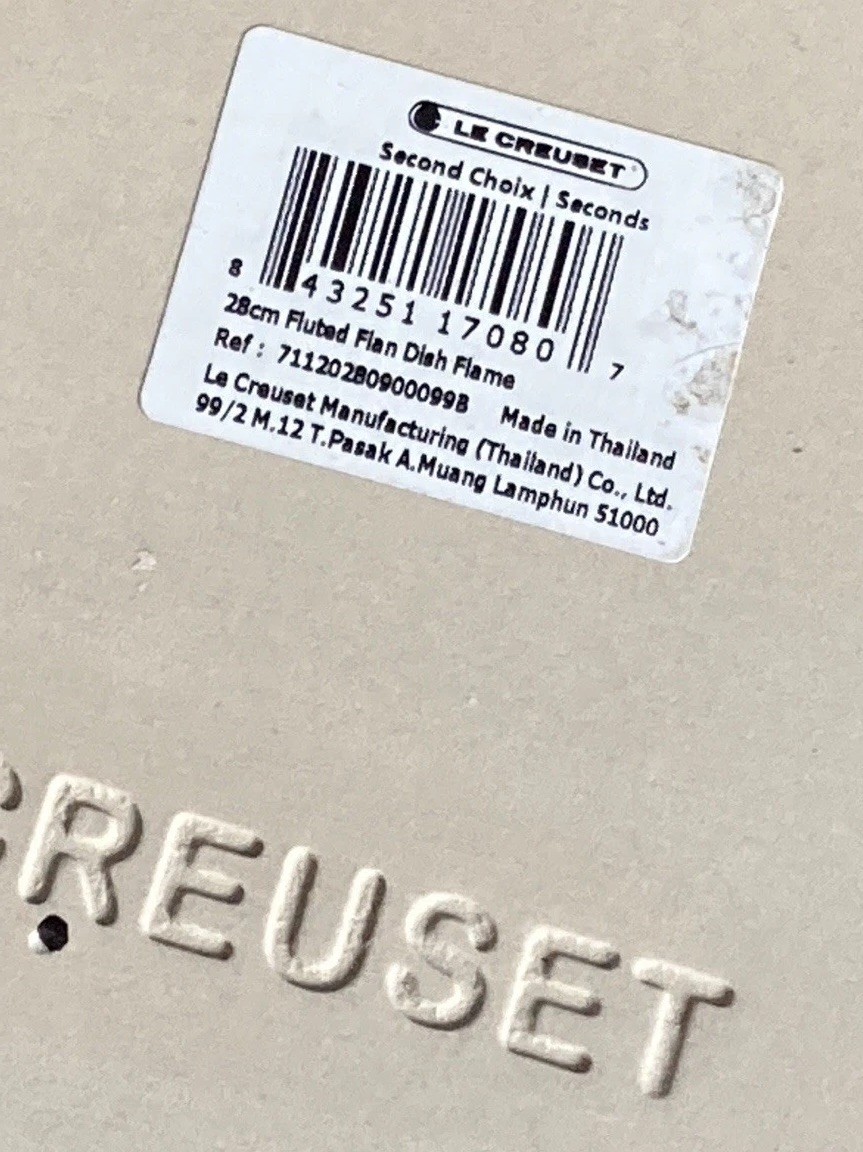 LE CREUSET
Second Choix | Seconds
8 43251 17080 7
28cm Fluted Flan Dish Flame
Ref : 71120280900099B Made in Thailand
Le Creuset Manufacturing (Thailand) Co., Ltd.
99/2 M.12 T.Pasak A.Muang Lamphun 51000
CREUSET